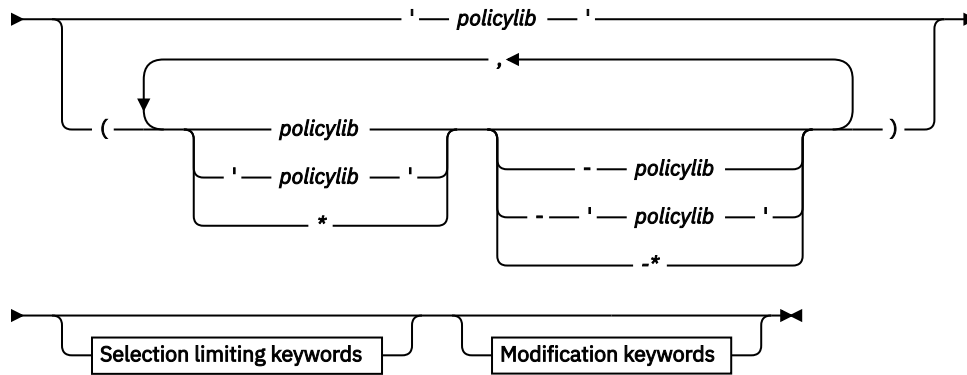 ' policylib '
,
( policylib - policylib )
' policylib ' - ' policylib '
* -*
Selection limiting keywords Modification keywords